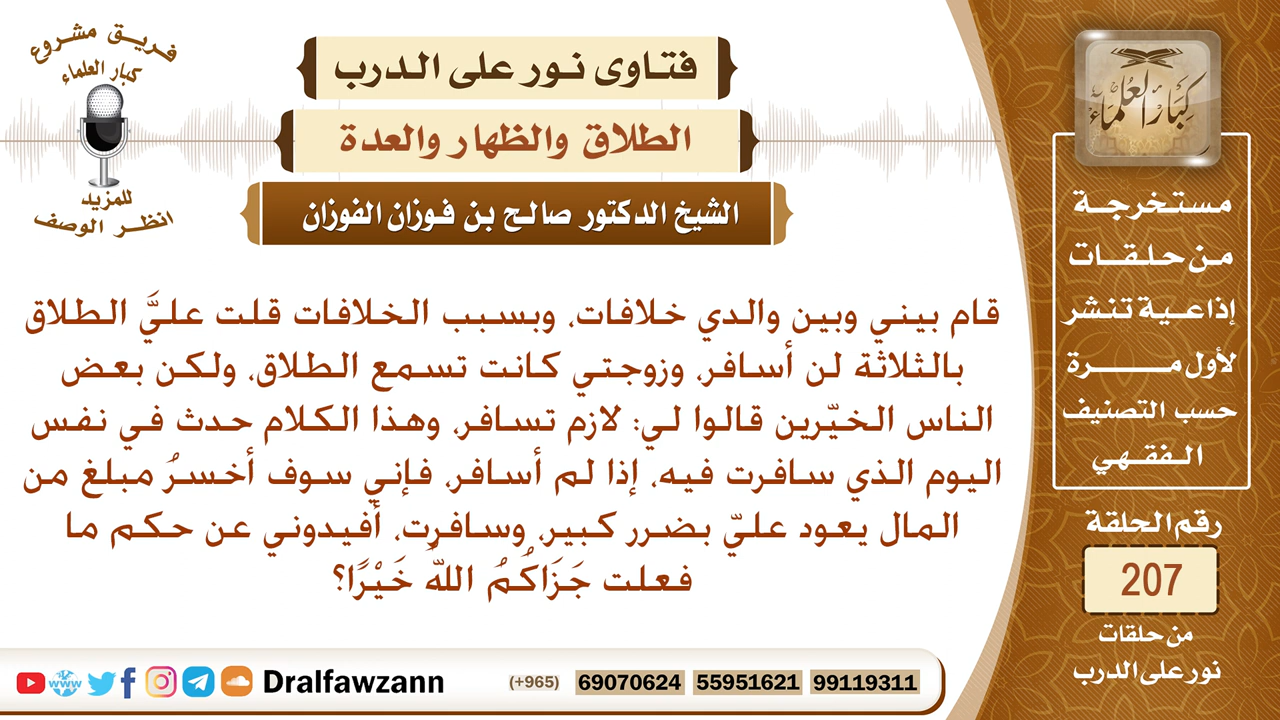 فريق مشروع
كبار العلماء
للمزيد
انظر الوصف
فتاوى نور على الدرب
الطلاق والظهار والعدة
الشيخ الدكتور صالح بن فوزان الفوزان
قام بيني وبين والدي خلافات، وبسبب الخلافات قلت عليَّ الطلاق
بالثلاثة لن أسافر، وزوجتي كانت تسمع الطلاق، ولكن بعض
الناس الخيّرين قالوا لي: لازم تسافر، وهذا الكلام حدث في نفس
اليوم الذي سافرت فيه، إذا لم أسافر، فإني سوف أخسرُ مبلغ من
المال يعود عليّ بضرر كبير، وسافرت، أفيدوني عن حكم ما
فعلت جَزَاكُمُ اللهُ خَيْرًا؟
كبار العلماء
مستخرجة
من حلقات
إذاعية تنشر
لأول مرة
حسب التصنيف
الفقهي
رقم الحلقة
207
من حلقات
نور على الدرب
www Dralfawzann (+965) 69070624 55951621 99119311